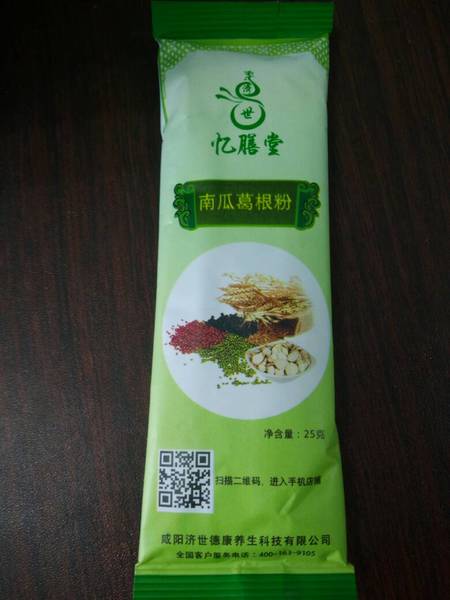 济
世
忆膳堂
南瓜葛根粉
净含量：25克
扫描二维码，进入手机店铺
咸阳济世德康养生科技有限公司
全国客户服务电话：400-163-9105